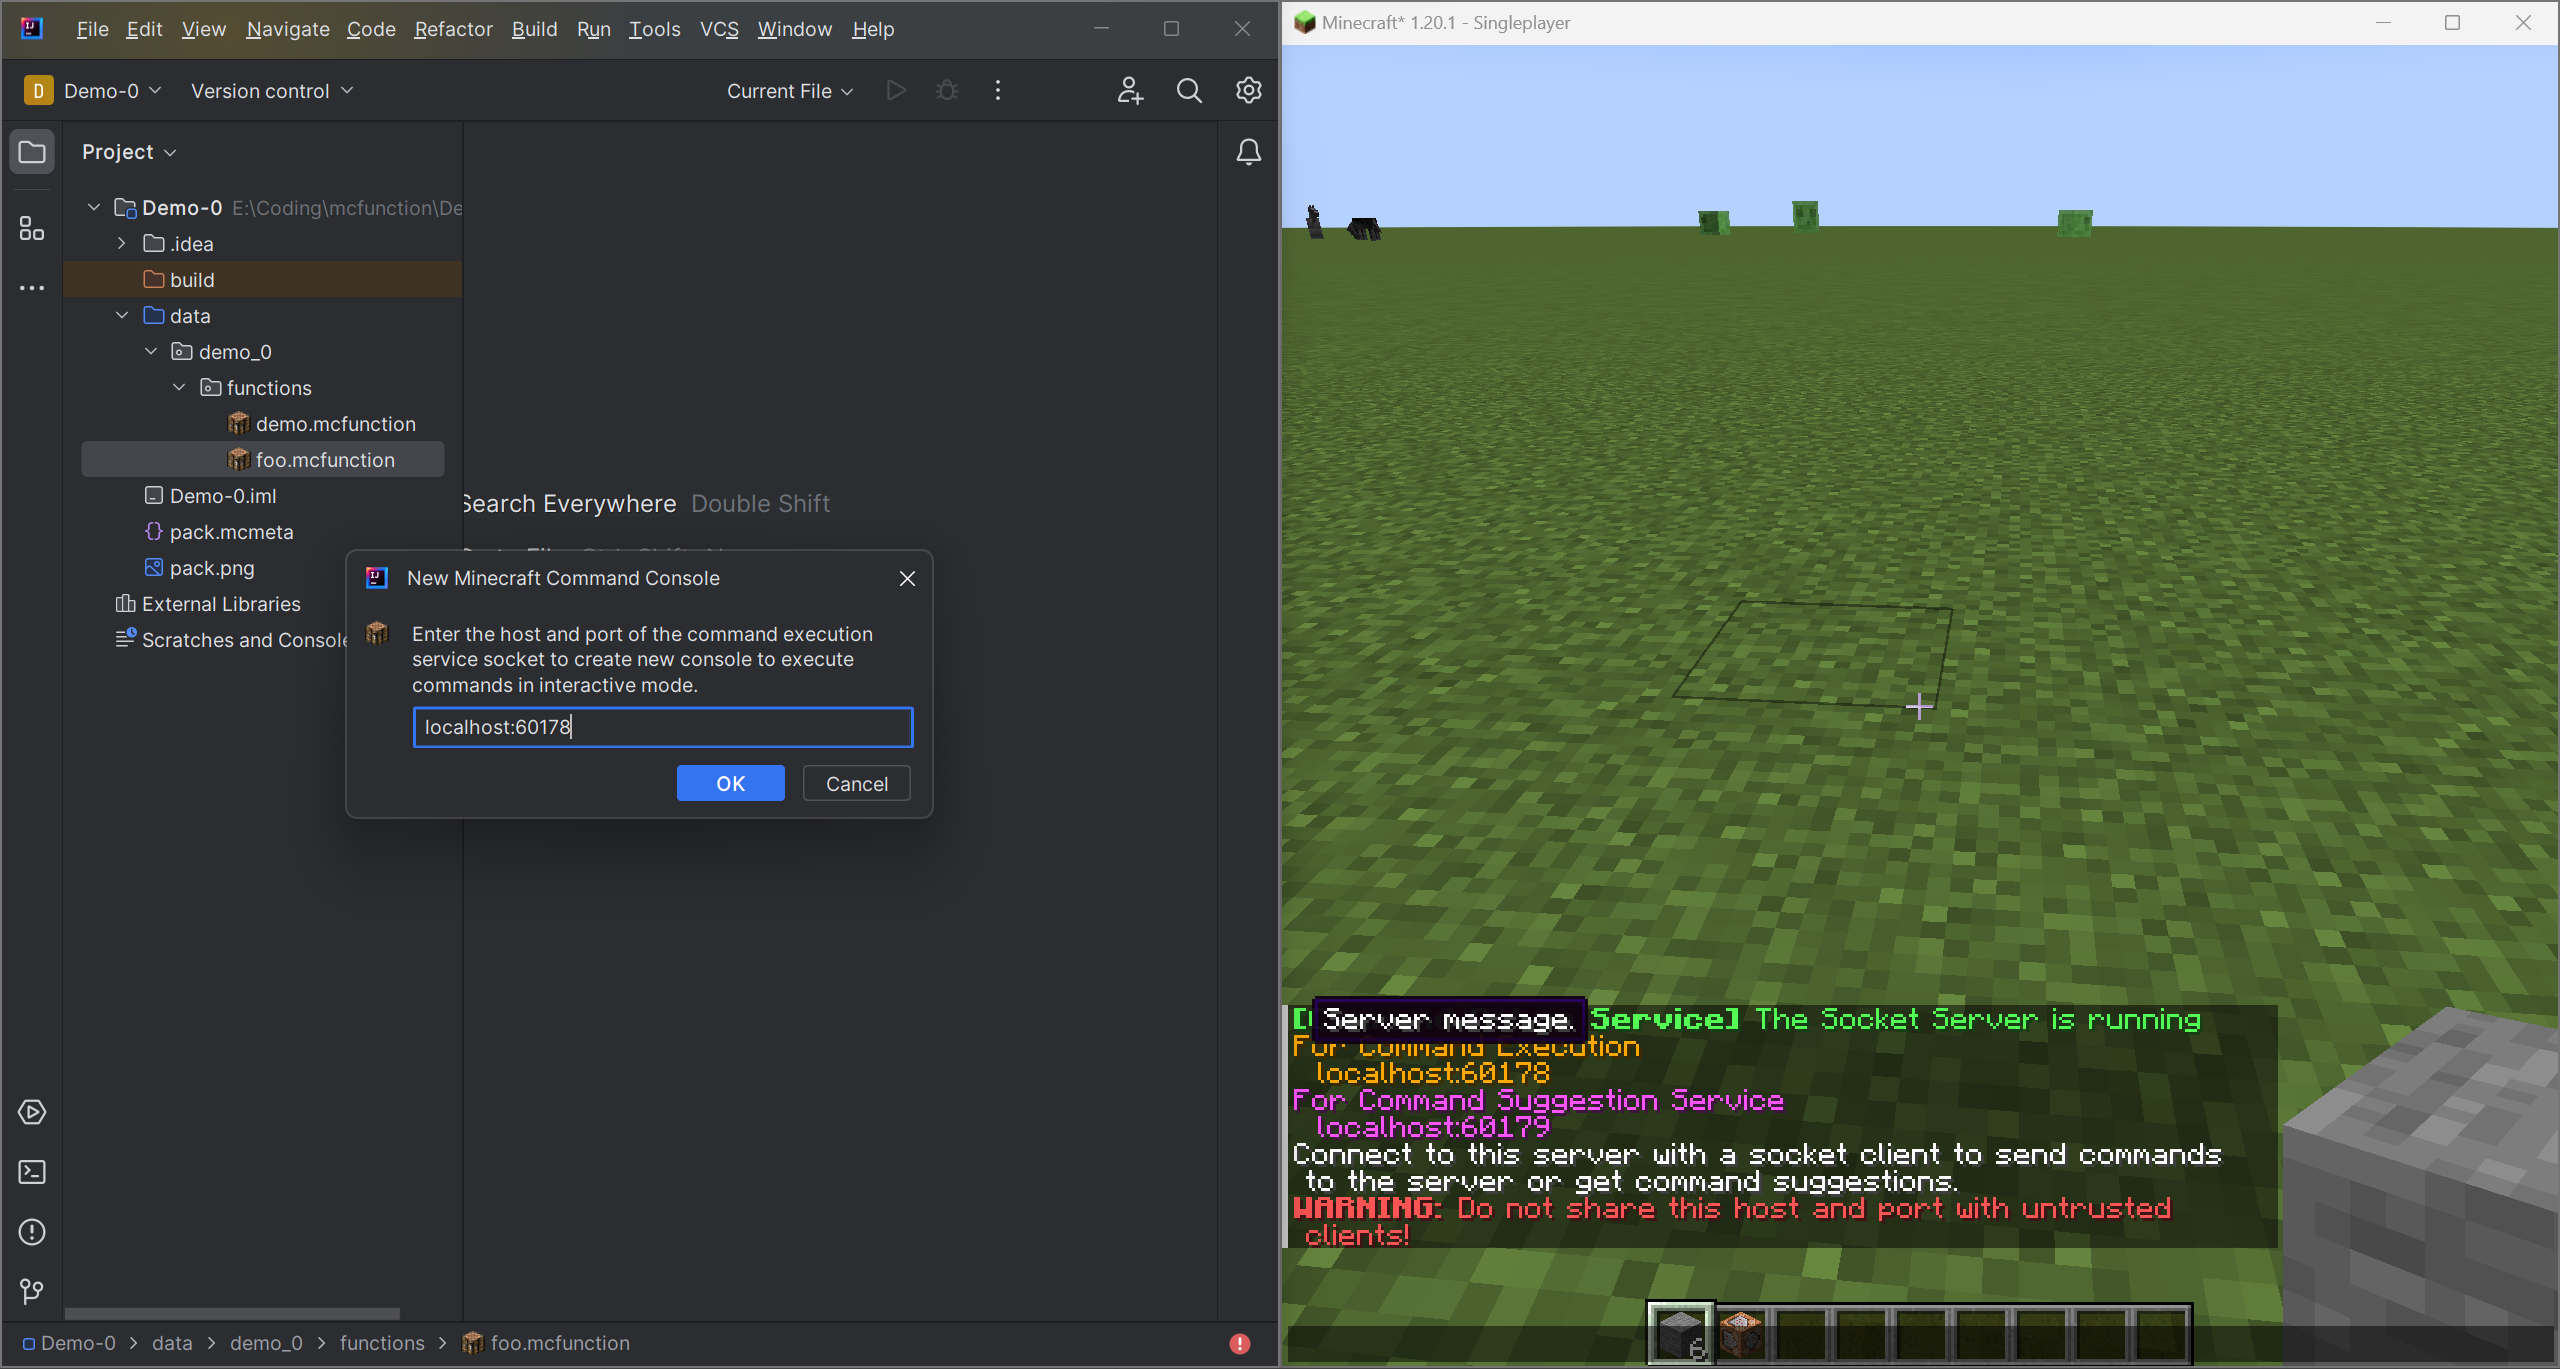 File Edit View Navigate Code Refactor Build Run Tools VCS Window Help
D Demo-0 Version control Current File
Project
Demo-0 E:\Coding\mcfunction\De
.idea
build
data
demo_0
functions
demo.mcfunction
foo.mcfunction
Demo-0.iml
pack.mcmeta
pack.png
External Libraries
Scratches and Console
Search Everywhere Double Shift
New Minecraft Command Console
Enter the host and port of the command execution
service socket to create new console to execute
commands in interactive mode.
localhost:60178
OK Cancel
Demo-0 > data > demo_0 > functions > foo.mcfunction
Minecraft* 1.20.1 - Singleplayer
Server message. Service] The Socket Server is running
For Command Execution
localhost:60178
For Command Suggestion Service
localhost:60179
Connect to this server with a socket client to send commands
to the server or get command suggestions.
WARNING: Do not share this host and port with untrusted
clients!